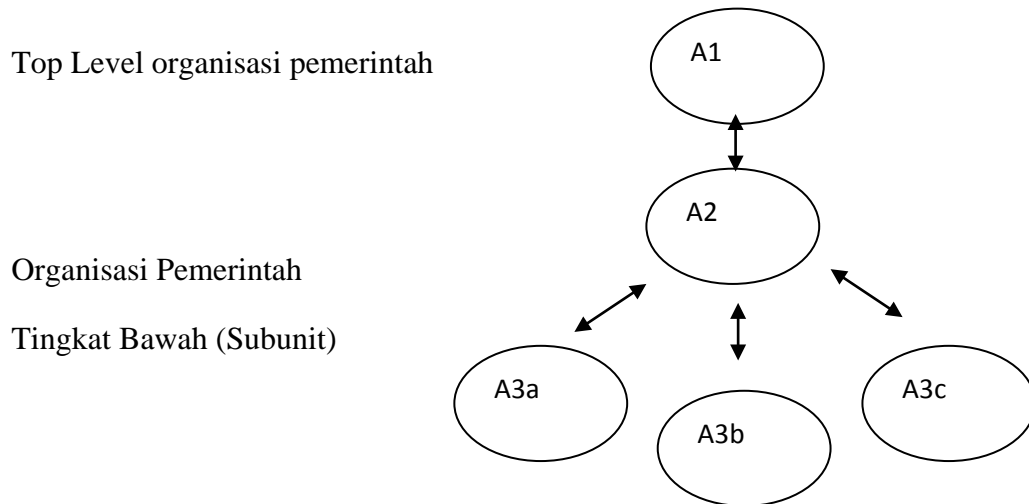 A1
Top Level organisasi pemerintah
A2
Organisasi Pemerintah
Tingkat Bawah (Subunit)
A3a
A3c
A3b